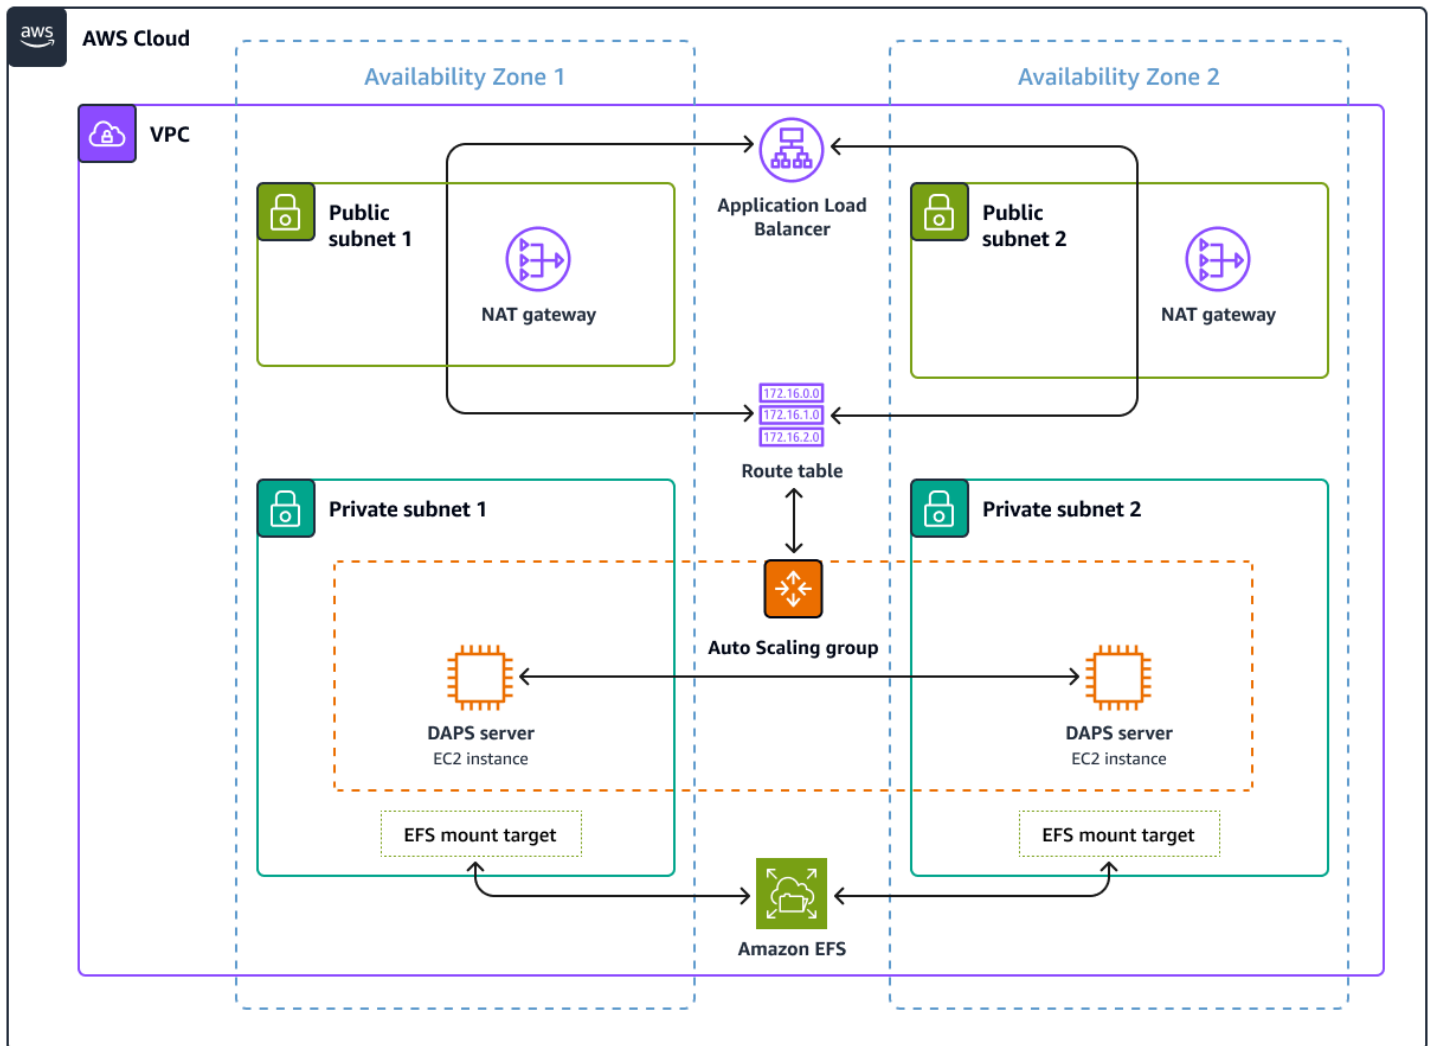 aws
AWS Cloud
Availability Zone 1
Availability Zone 2
VPC
Application Load
Balancer
Public
subnet 1
NAT gateway
Public
subnet 2
NAT gateway
172.16.0.0
172.16.1.0
172.16.2.0
Route table
Private subnet 1
Private subnet 2
Auto Scaling group
DAPS server
EC2 instance
DAPS server
EC2 instance
EFS mount target
EFS mount target
Amazon EFS